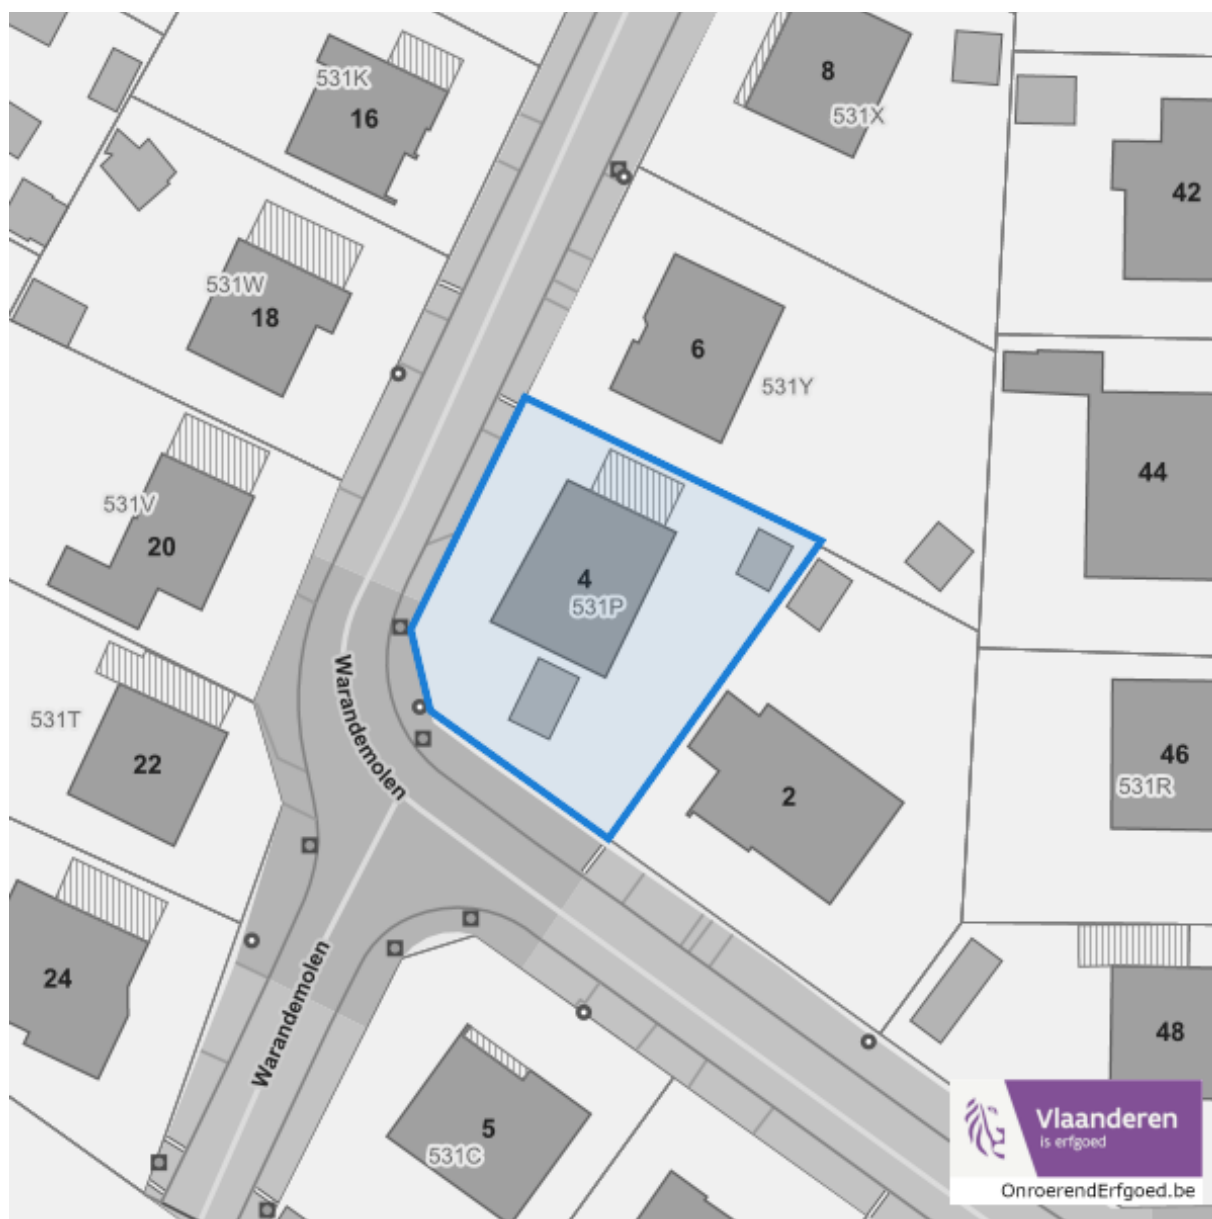 8
531K
16
531X
42
531W
18
6
531Y
44
531V
20
4
531P
Warandemolen
531T
22
2
46
531R
24
Warandemolen
48
5
531C
Vlaanderen
is erfgoed
OnroerendErfgoed.be